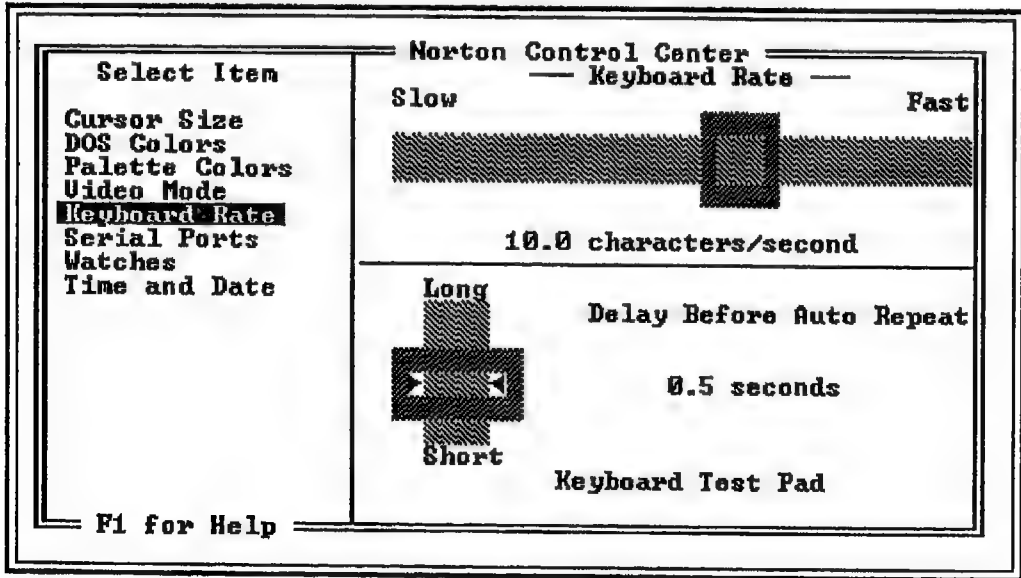 Norton Control Center
Select Item
Cursor Size
DOS Colors
Palette Colors
Video Mode
Keyboard Rate
Serial Ports
Watches
Time and Date
F1 for Help
Keyboard Rate
Slow
Fast
10.0 characters/second
Long
Short
Delay Before Auto Repeat
0.5 seconds
Keyboard Test Pad